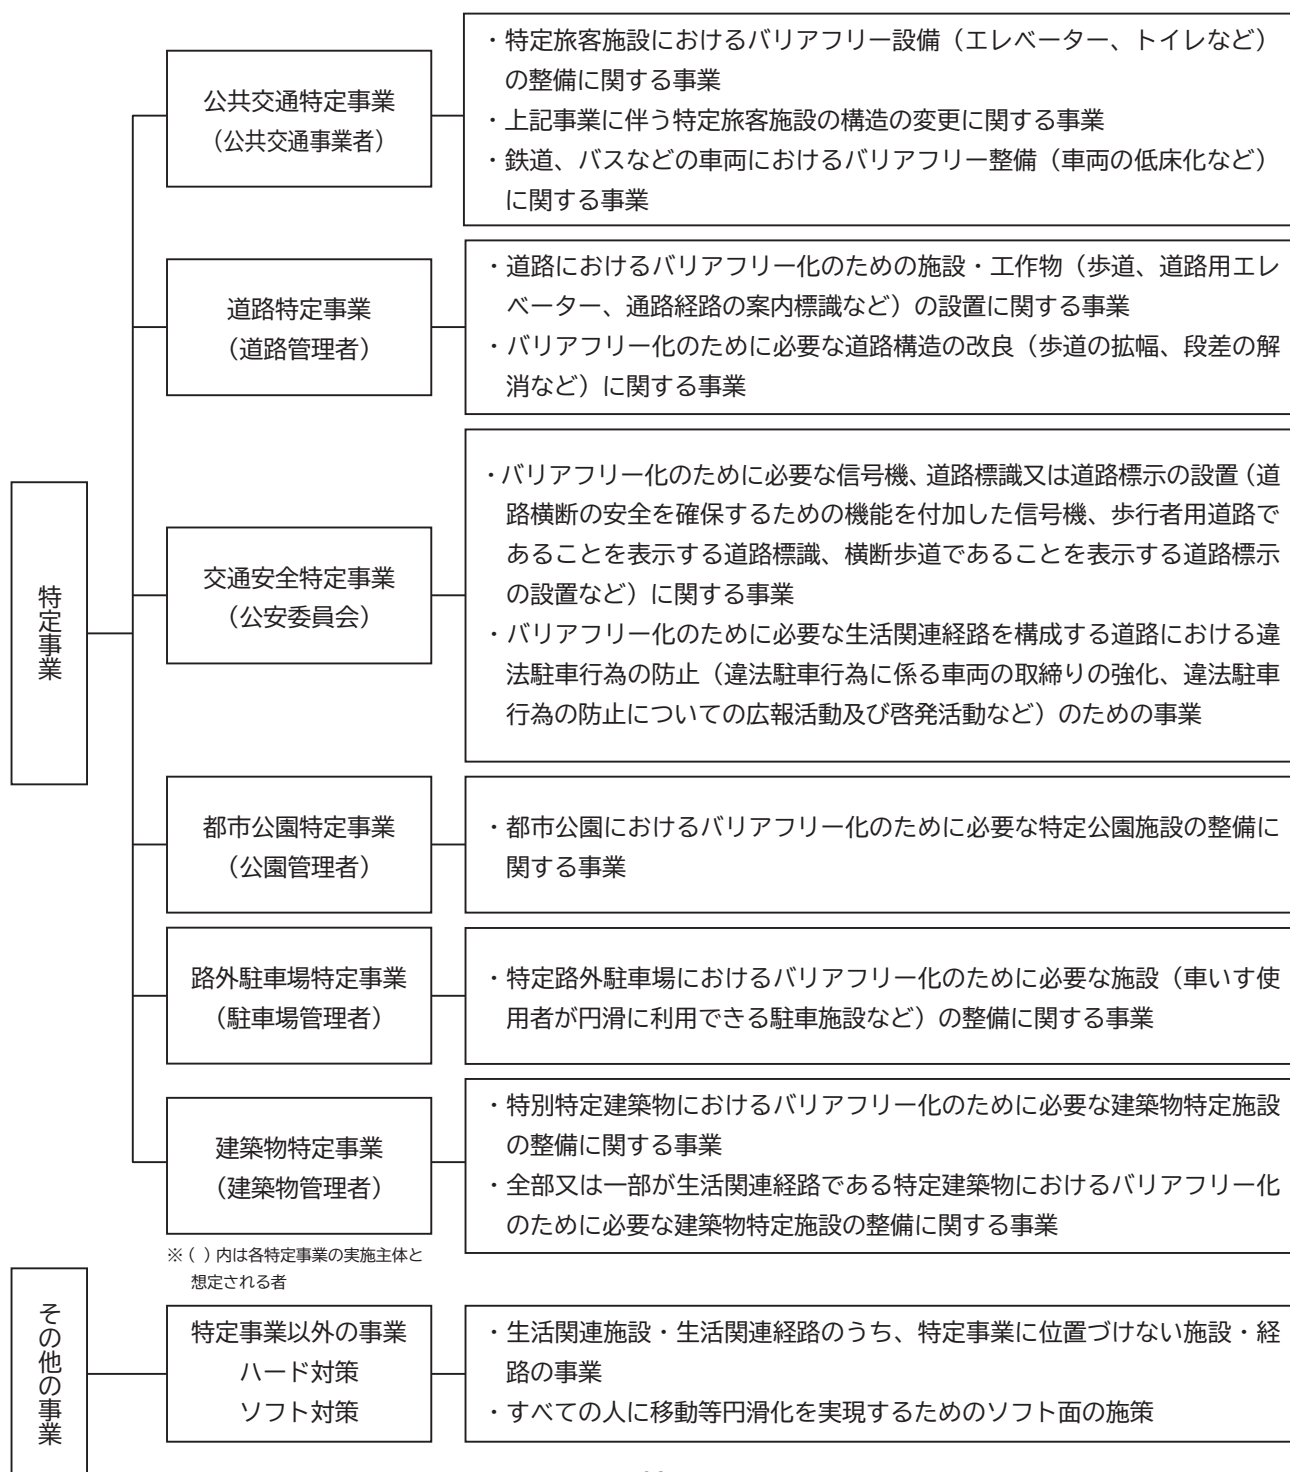 特定事業
公共交通特定事業
（公共交通事業者）
・特定旅客施設におけるバリアフリー設備（エレベーター、トイレなど）
の整備に関する事業
・上記事業に伴う特定旅客施設の構造の変更に関する事業
・鉄道、バスなどの車両におけるバリアフリー整備（車両の低床化など）
に関する事業
道路特定事業
（道路管理者）
・道路におけるバリアフリー化のための施設・工作物（歩道、道路用エレ
ベーター、通路経路の案内標識など）の設置に関する事業
・バリアフリー化のために必要な道路構造の改良（歩道の拡幅、段差の解
消など）に関する事業
交通安全特定事業
（公安委員会）
・バリアフリー化のために必要な信号機、道路標識又は道路標示の設置（道
路横断の安全を確保するための機能を付加した信号機、歩行者用道路で
あることを表示する道路標識、横断歩道であることを表示する道路標示
の設置など）に関する事業
・バリアフリー化のために必要な生活関連経路を構成する道路における違
法駐車行為の防止（違法駐車行為に係る車両の取締りの強化、違法駐車
行為の防止についての広報活動及び啓発活動など）のための事業
都市公園特定事業
（公園管理者）
・都市公園におけるバリアフリー化のために必要な特定公園施設の整備に
関する事業
路外駐車場特定事業
（駐車場管理者）
・特定路外駐車場におけるバリアフリー化のために必要な施設（車いす使
用者が円滑に利用できる駐車施設など）の整備に関する事業
建築物特定事業
（建築物管理者）
・特別特定建築物におけるバリアフリー化のために必要な建築物特定施設
の整備に関する事業
・全部又は一部が生活関連経路である特定建築物におけるバリアフリー化
のために必要な建築物特定施設の整備に関する事業
※（ ）内は各特定事業の実施主体と
想定される者
その他の事業
特定事業以外の事業
ハード対策
ソフト対策
・生活関連施設・生活関連経路のうち、特定事業に位置づけない施設・経
路の事業
・すべての人に移動等円滑化を実現するためのソフト面の施策